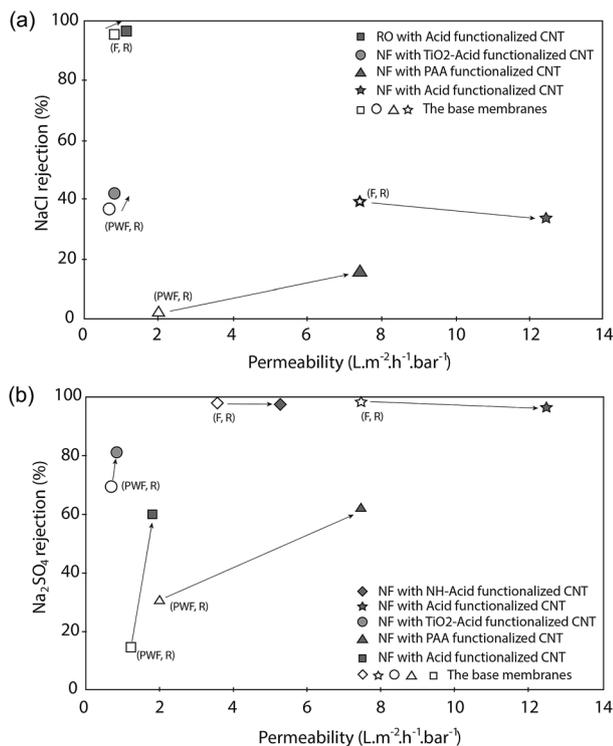 (a)
100
80
60
40
20
0
NaCl rejection (%)
(F, R)
(PWF, R)
(PWF, R)
(F, R)
RO with Acid functionalized CNT
NF with TiO2-Acid functionalized CNT
NF with PAA functionalized CNT
NF with Acid functionalized CNT
The base membranes
0 2 4 6 8 10 12 14
Permeability (L.m⁻².h⁻¹.bar⁻¹)
(b)
100
80
60
40
20
0
Na₂SO₄ rejection (%)
(F, R)
(F, R)
(PWF, R)
(PWF, R)
(PWF, R)
NF with NH-Acid functionalized CNT
NF with Acid functionalized CNT
NF with TiO2-Acid functionalized CNT
NF with PAA functionalized CNT
NF with Acid functionalized CNT
The base membranes
0 2 4 6 8 10 12 14
Permeability (L.m⁻².h⁻¹.bar⁻¹)